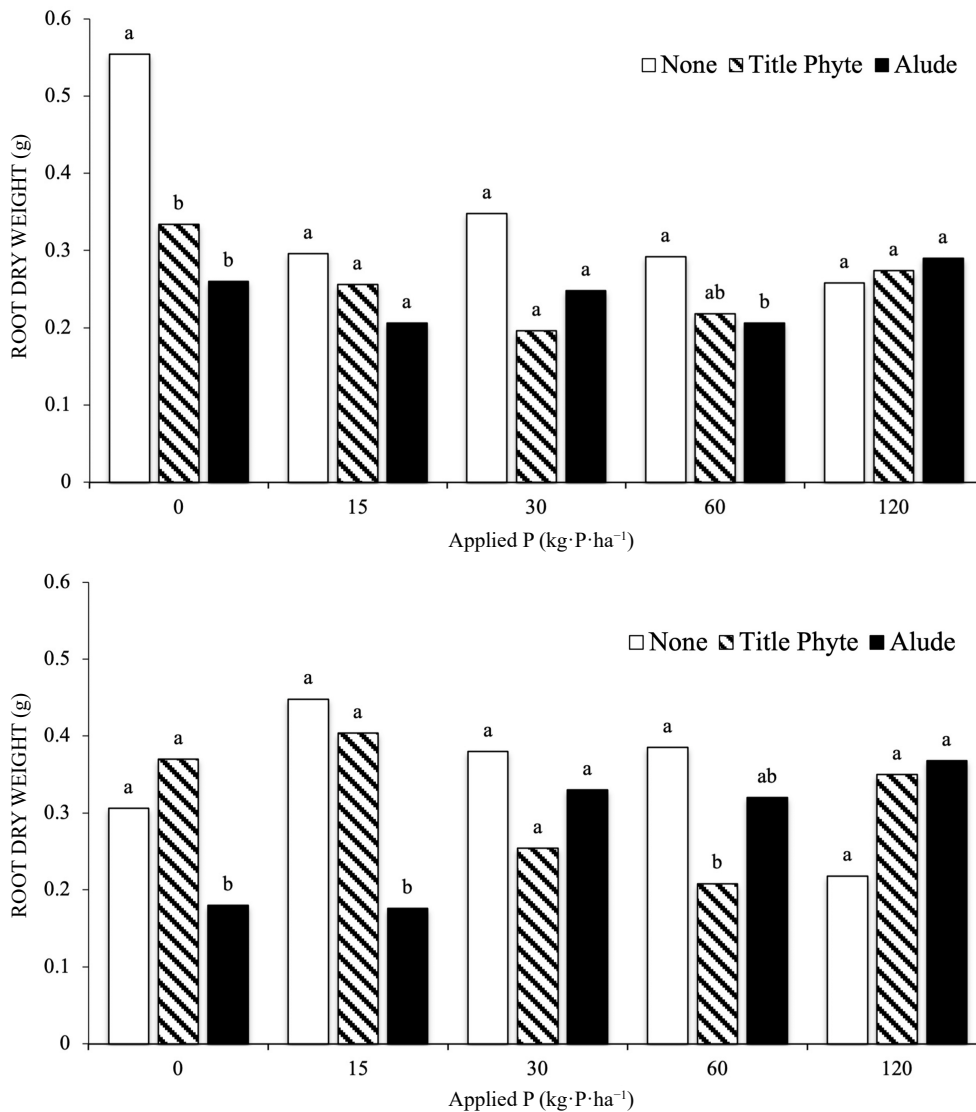 0.6
0.5
0.4
0.3
0.2
0.1
0
ROOT DRY WEIGHT (g)
None Title Phyte Alude
a b b
a a a
a a a
a ab b
a a a
0 15 30 60 120
Applied P (kg·P·ha⁻¹)
0.6
0.5
0.4
0.3
0.2
0.1
0
ROOT DRY WEIGHT (g)
None Title Phyte Alude
a a b
a a b
a a a
a b ab
a a a
0 15 30 60 120
Applied P (kg·P·ha⁻¹)